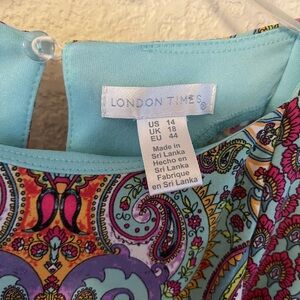 LONDON TIMES®
US 14
UK 18
EU 44
Made in
Sri Lanka
Hecho en
Sri Lanka
Fabriqué
en Sri Lanka